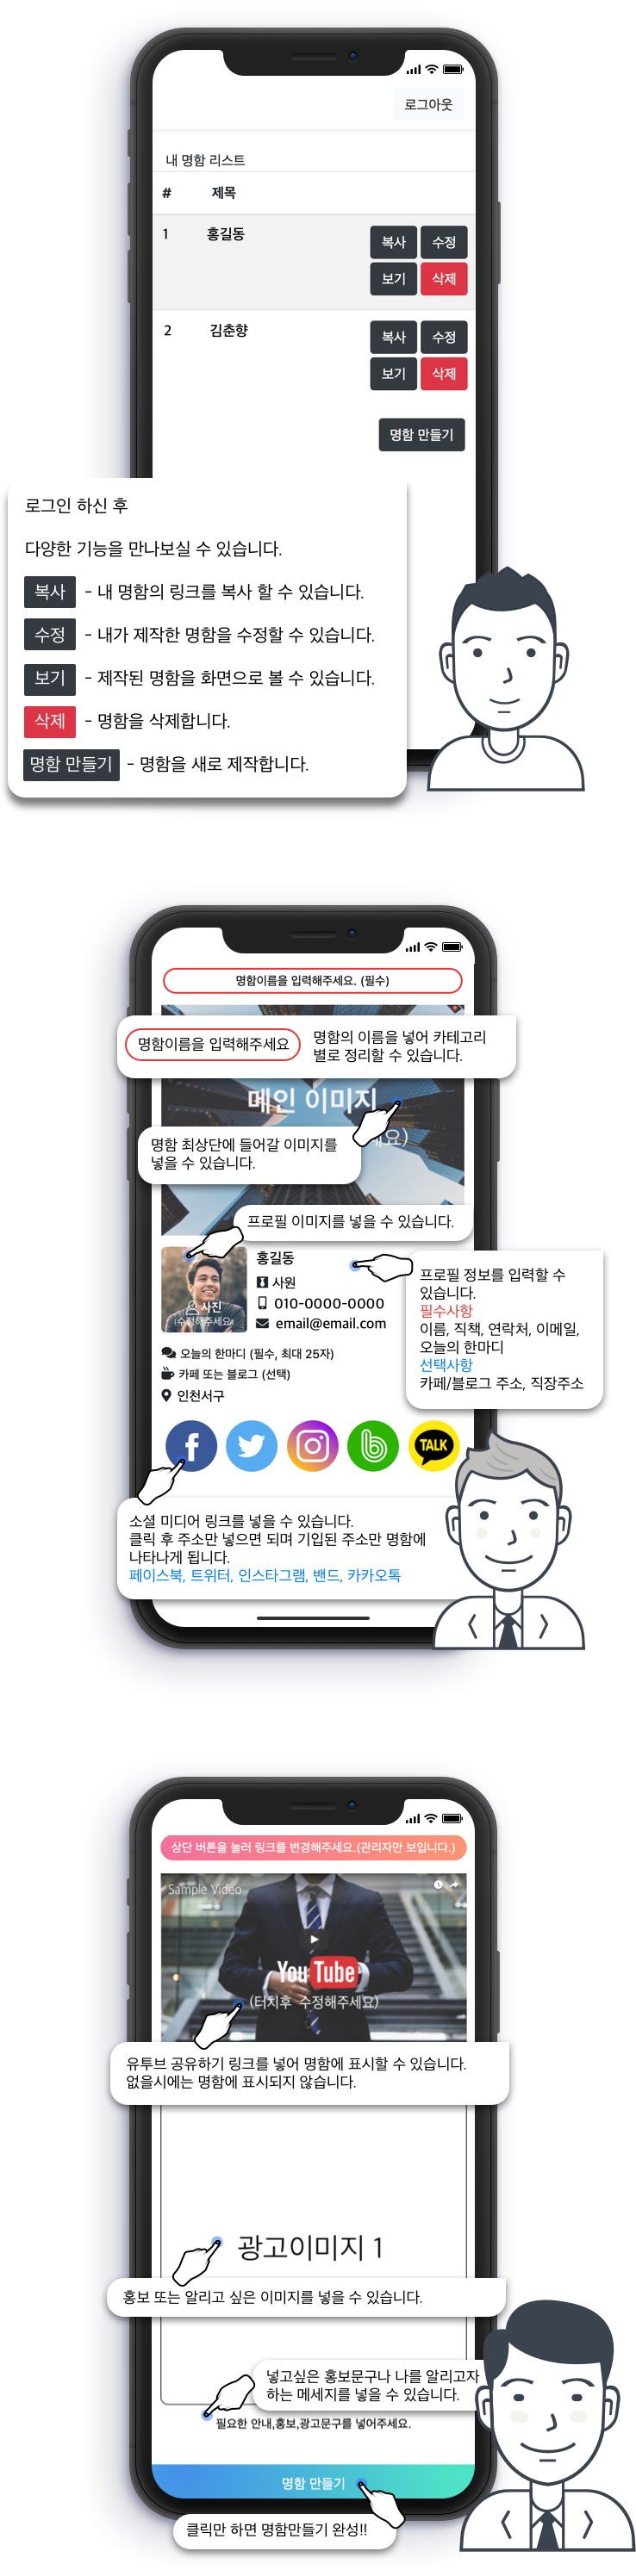 로그아웃
내 명함 리스트
# 제목
1 홍길동
복사 수정
보기 삭제
2 김춘향
복사 수정
보기 삭제
명함 만들기
로그인 하신 후
다양한 기능을 만나보실 수 있습니다.
복사 - 내 명함의 링크를 복사 할 수 있습니다.
수정 - 내가 제작한 명함을 수정할 수 있습니다.
보기 - 제작된 명함을 화면으로 볼 수 있습니다.
삭제 - 명함을 삭제합니다.
명함 만들기 - 명함을 새로 제작합니다.
명함이름을 입력해주세요. (필수)
명함이름을 입력해주세요
명함의 이름을 넣어 카테고리
별로 정리할 수 있습니다.
메인 이미지
세요)
명함 최상단에 들어갈 이미지를
넣을 수 있습니다.
프로필 이미지를 넣을 수 있습니다.
홍길동
사원
010-0000-0000
email@email.com
사진
(수정해주세요)
프로필 정보를 입력할 수
있습니다.
필수사항
이름, 직책, 연락처, 이메일,
오늘의 한마디
선택사항
카페/블로그 주소, 직장주소
오늘의 한마디 (필수, 최대 25자)
카페 또는 블로그 (선택)
인천서구
f
b
TALK
소셜 미디어 링크를 넣을 수 있습니다.
클릭 후 주소만 넣으면 되며 기입된 주소만 명함에
나타나게 됩니다.
페이스북, 트위터, 인스타그램, 밴드, 카카오톡
상단 버튼을 눌러 링크를 변경해주세요.(관리자만 보입니다.)
Sample Video
YouTube
(터치후 수정해주세요)
유투브 공유하기 링크를 넣어 명함에 표시할 수 있습니다.
없을시에는 명함에 표시되지 않습니다.
광고이미지 1
홍보 또는 알리고 싶은 이미지를 넣을 수 있습니다.
넣고싶은 홍보문구나 나를 알리고자
하는 메세지를 넣을 수 있습니다.
필요한 안내,홍보,광고문구를 넣어주세요.
명함 만들기
클릭만 하면 명함만들기 완성!!